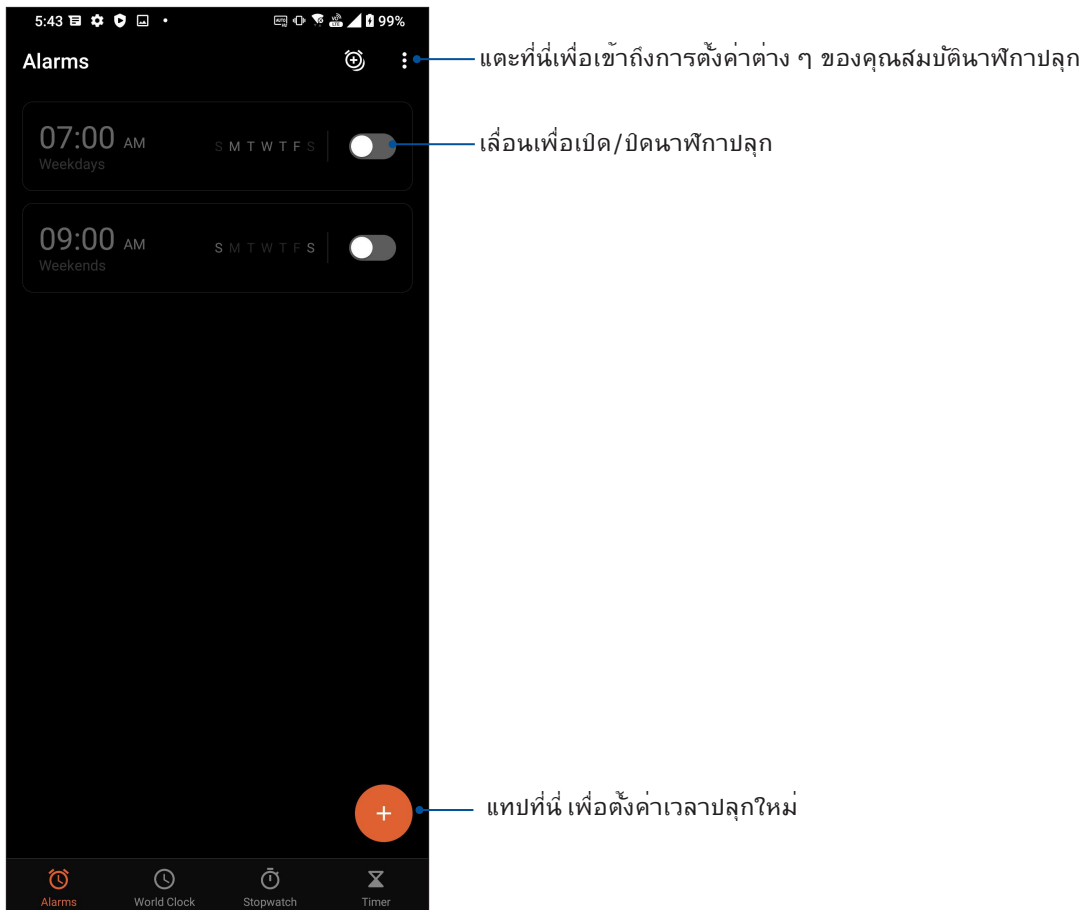 5:43 99%
Alarms
แตะที่นี่เพื่อเข้าถึงการตั้งค่าต่าง ๆ ของคุณสมบัตินาฬิกาปลุก
07:00 AM S M T W T F S
Weekdays
เลื่อนเพื่อเปิด/ปิดนาฬิกาปลุก
09:00 AM S M T W T F S
Weekends
+
แทปที่นี่ เพื่อตั้งค่าเวลาปลุกใหม่
Alarms World Clock Stopwatch Timer